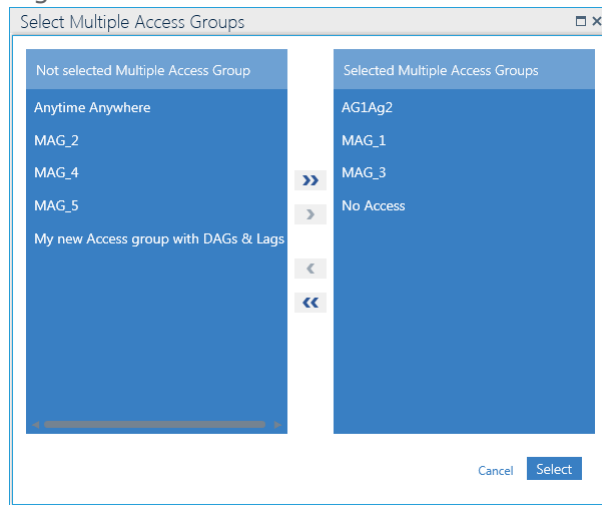 Select Multiple Access Groups
Not selected Multiple Access Group
Anytime Anywhere
MAG_2
MAG_4
MAG_5
My new Access group with DAGs & Lags
Selected Multiple Access Groups
AG1Ag2
MAG_1
MAG_3
No Access
Cancel
Select